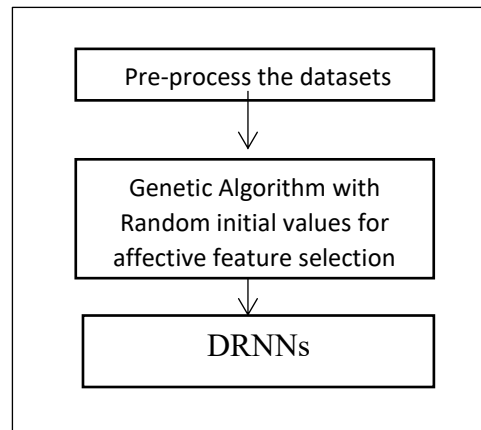 Pre-process the datasets
Genetic Algorithm with
Random initial values for
affective feature selection
DRNNs